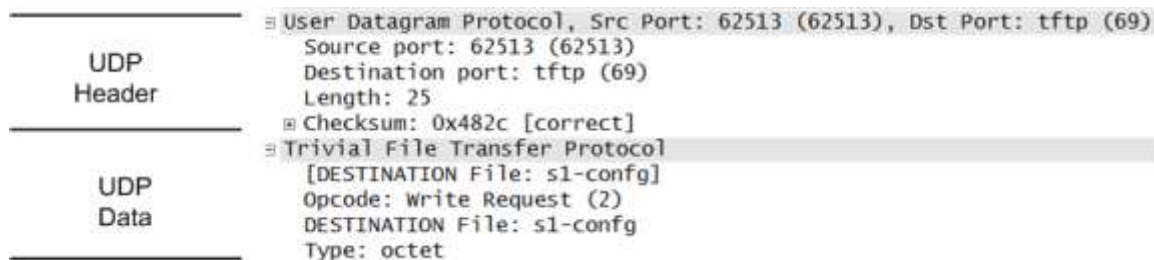 UDP
Header
User Datagram Protocol, Src Port: 62513 (62513), Dst Port: tftp (69)
Source port: 62513 (62513)
Destination port: tftp (69)
Length: 25
Checksum: 0x482c [correct]
UDP
Data
Trivial File Transfer Protocol
[DESTINATION File: s1-confg]
Opcode: Write Request (2)
DESTINATION File: s1-confg
Type: octet